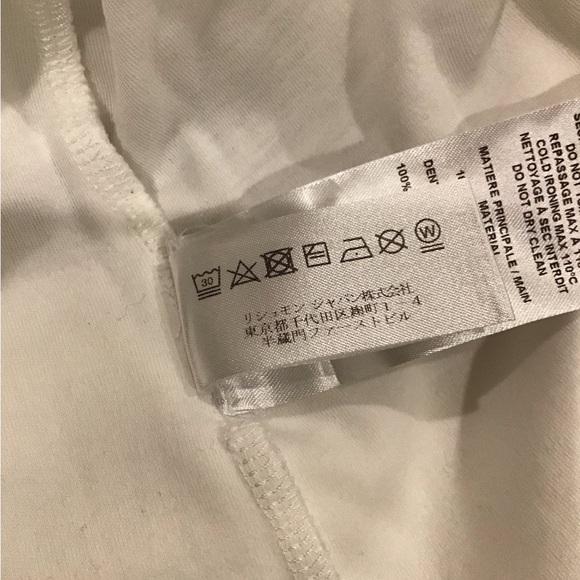 30
W
リシュモン ジャパン株式会社
東京都千代田区麹町1-4
半蔵門ファーストビル
100%
MATIERE PRINCIPALE / MAIN
MATERIAL
DO NOT DRY CLEAN
NETTOYAGE À SEC INTERDIT
COLD IRONING MAX 110°C
REPASSAGE MAX A 110